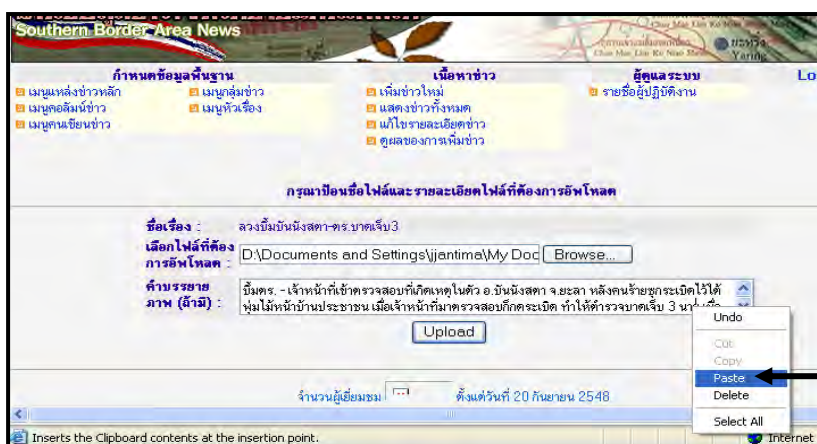 Southern Border Area News
Yaring
กำหนดข้อมูลพื้นฐาน เนื้อหาข่าว ผู้ดูแลระบบ Lo
เมนูแหล่งข่าวหลัก เมนูกลุ่มข่าว เพิ่มข่าวใหม่ รายชื่อผู้ปฏิบัติงาน
เมนูคอลัมน์ข่าว เมนูหัวเรื่อง แสดงข่าวทั้งหมด
เมนูคนเขียนข่าว แก้ไขรายละเอียดข่าว
ดูผลของการเพิ่มข่าว
กรุณาป้อนชื่อไฟล์และรายละเอียดไฟล์ที่ต้องการอัพโหลด
ชื่อเรื่อง : ลวงบึ้มบันนังสตา-ตร.บาดเจ็บ3
เลือกไฟล์ที่ต้อง
การอัพโหลด : D:\Documents and Settings\jjantima\My Doc Browse...
คำบรรยาย
ภาพ (ถ้ามี) :
บึ้มตร. - เจ้าหน้าที่เข้าตรวจสอบที่เกิดเหตุในตัว อ.บันนังสตา จ.ยะลา หลังคนร้ายซุกระเบิดไว้ใต้
พุ่มไม้หน้าบ้านประชาชน เมื่อเจ้าหน้าที่มาตรวจสอบก็กดระเบิด ทำให้ตำรวจบาดเจ็บ 3 นาย
Upload
Undo
Cut
Copy
Paste
Delete
Select All
จำนวนผู้เยี่ยมชม ตั้งแต่วันที่ 20 กันยายน 2548
Inserts the Clipboard contents at the insertion point. Internet